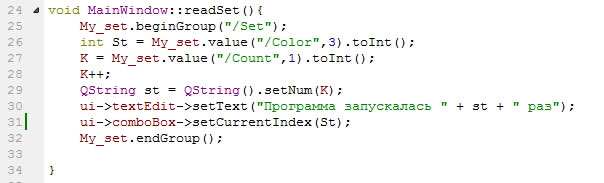 24 void MainWindow::readSet(){
25 My_set.beginGroup("/Set");
26 int St = My_set.value("/Color",3).toInt();
27 K = My_set.value("/Count",1).toInt();
28 K++;
29 QString st = QString().setNum(K);
30 ui->textEdit->setText("Программа запускалась " + st + " раз");
31 ui->comboBox->setCurrentIndex(St);
32 My_set.endGroup();
33
34 }